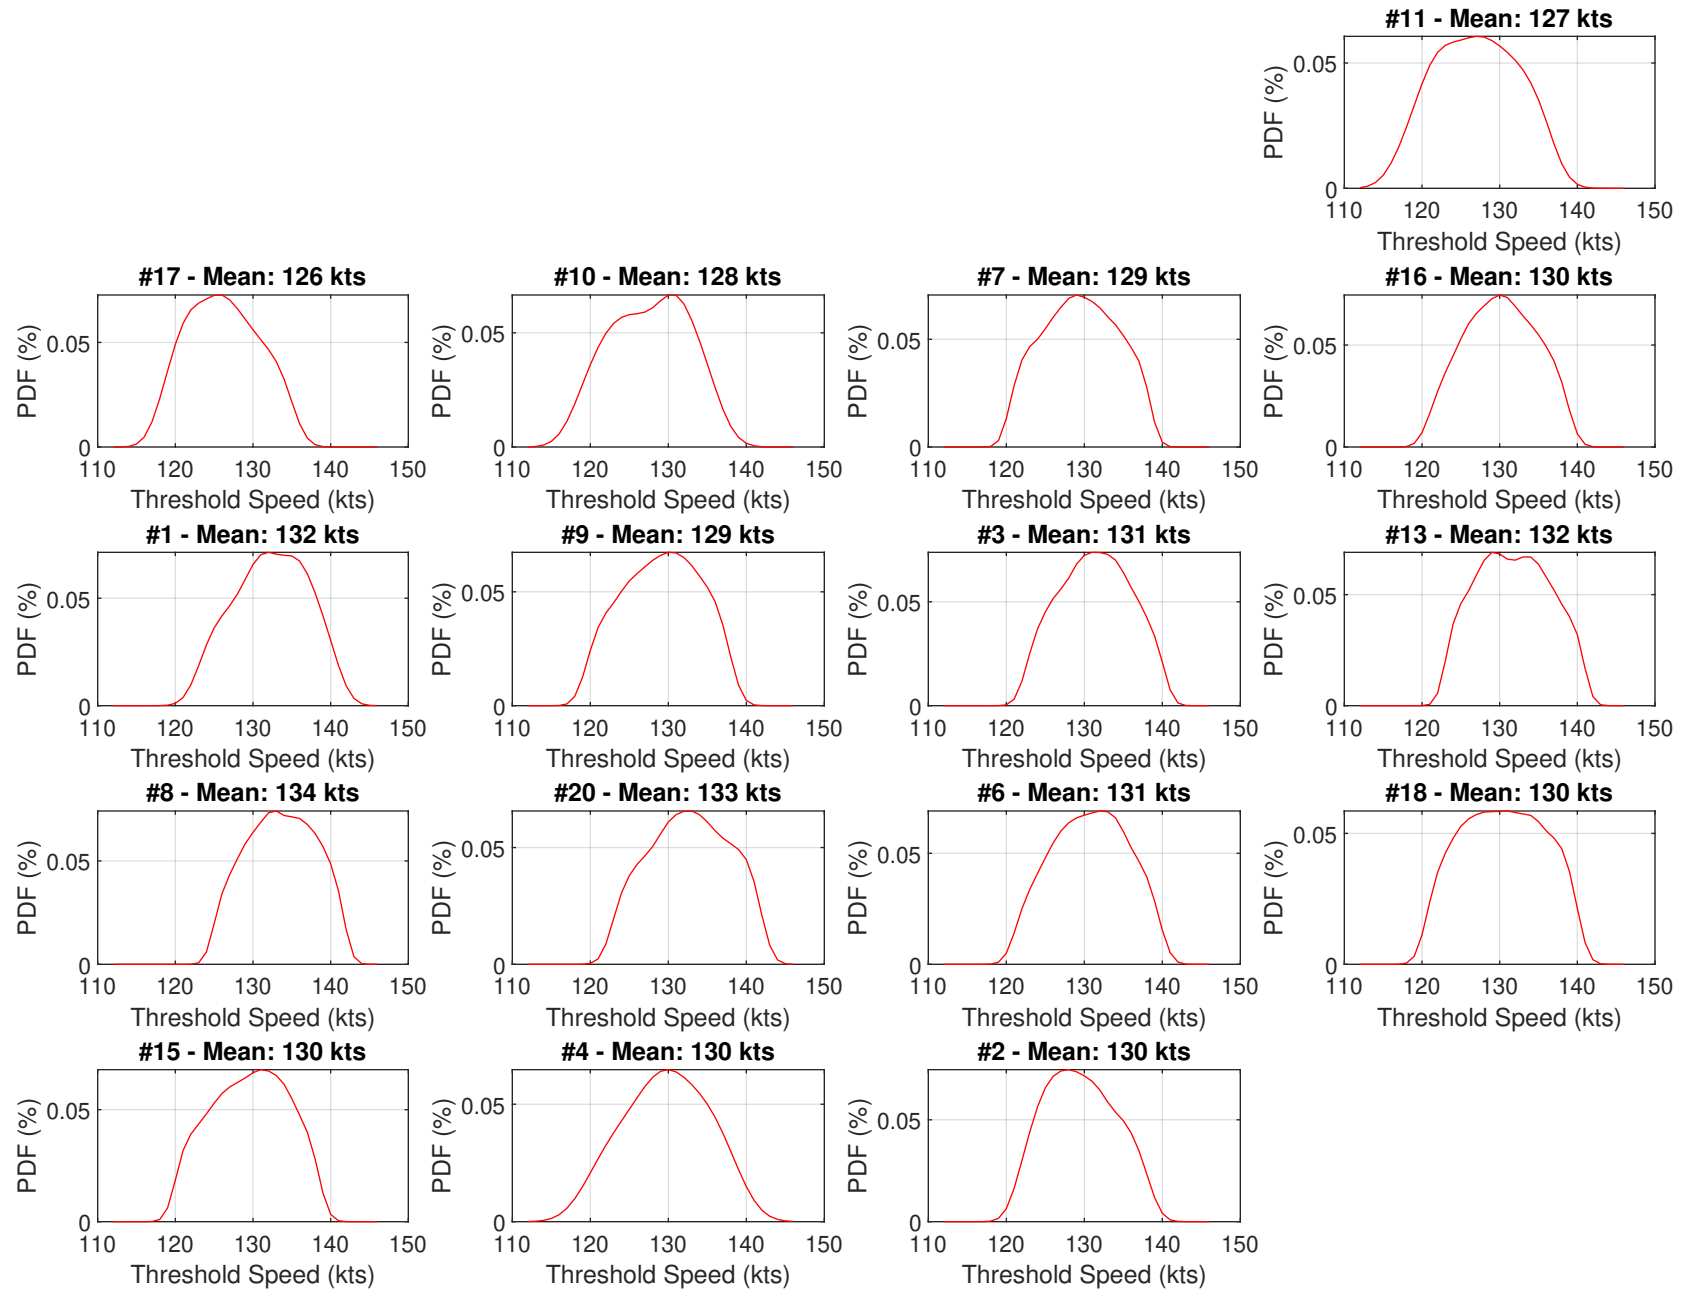 #11 - Mean: 127 kts
PDF (%)
0.05
0
110 120 130 140 150
Threshold Speed (kts)
#17 - Mean: 126 kts
PDF (%)
0.05
0
110 120 130 140 150
Threshold Speed (kts)
#10 - Mean: 128 kts
PDF (%)
0.05
0
110 120 130 140 150
Threshold Speed (kts)
#7 - Mean: 129 kts
PDF (%)
0.05
0
110 120 130 140 150
Threshold Speed (kts)
#16 - Mean: 130 kts
PDF (%)
0.05
0
110 120 130 140 150
Threshold Speed (kts)
#1 - Mean: 132 kts
PDF (%)
0.05
0
110 120 130 140 150
Threshold Speed (kts)
#9 - Mean: 129 kts
PDF (%)
0.05
0
110 120 130 140 150
Threshold Speed (kts)
#3 - Mean: 131 kts
PDF (%)
0.05
0
110 120 130 140 150
Threshold Speed (kts)
#13 - Mean: 132 kts
PDF (%)
0.05
0
110 120 130 140 150
Threshold Speed (kts)
#8 - Mean: 134 kts
PDF (%)
0.05
0
110 120 130 140 150
Threshold Speed (kts)
#20 - Mean: 133 kts
PDF (%)
0.05
0
110 120 130 140 150
Threshold Speed (kts)
#6 - Mean: 131 kts
PDF (%)
0.05
0
110 120 130 140 150
Threshold Speed (kts)
#18 - Mean: 130 kts
PDF (%)
0.05
0
110 120 130 140 150
Threshold Speed (kts)
#15 - Mean: 130 kts
PDF (%)
0.05
0
110 120 130 140 150
Threshold Speed (kts)
#4 - Mean: 130 kts
PDF (%)
0.05
0
110 120 130 140 150
Threshold Speed (kts)
#2 - Mean: 130 kts
PDF (%)
0.05
0
110 120 130 140 150
Threshold Speed (kts)